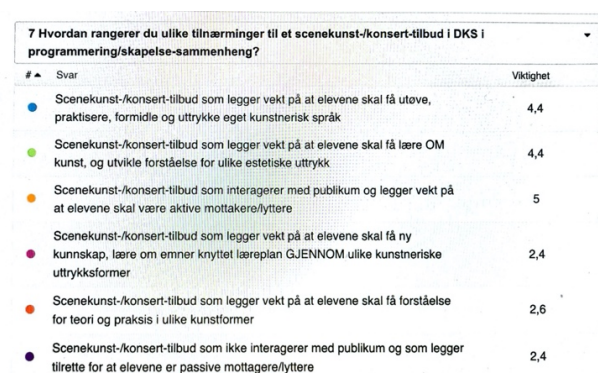 7 Hvordan rangerer du ulike tilnærminger til et scenekunst-/konsert-tilbud i DKS i
programmering/skapelse-sammenheng?
# Svar Viktighet
Scenekunst-/konsert-tilbud som legger vekt på at elevene skal få utøve,
praktisere, formidle og uttrykke eget kunstnerisk språk 4,4
Scenekunst-/konsert-tilbud som legger vekt på at elevene skal få lære OM
kunst, og utvikle forståelse for ulike estetiske uttrykk 4,4
Scenekunst-/konsert-tilbud som interagerer med publikum og legger vekt på
at elevene skal være aktive mottakere/lyttere 5
Scenekunst-/konsert-tilbud som legger vekt på at elevene skal få ny
kunnskap, lære om emner knyttet læreplan GJENNOM ulike kunstneriske
uttrykksformer 2,4
Scenekunst-/konsert-tilbud som legger vekt på at elevene skal få forståelse
for teori og praksis i ulike kunstformer 2,6
Scenekunst-/konsert-tilbud som ikke interagerer med publikum og som legger
tilrette for at elevene er passive mottagere/lyttere 2,4